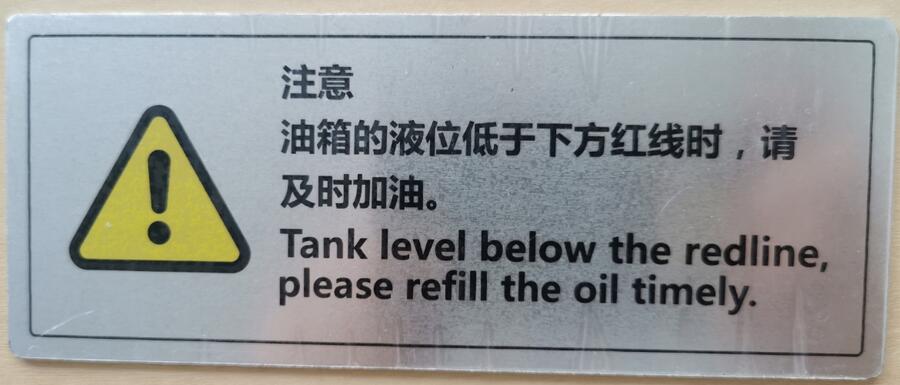 注意
油箱的液位低于下方红线时，请
及时加油。
Tank level below the redline,
please refill the oil timely.